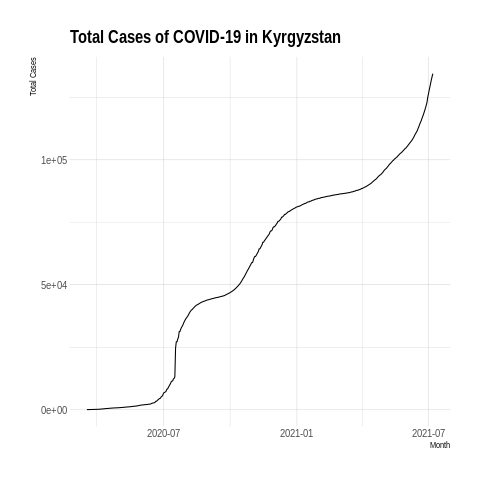 Total Cases of COVID-19 in Kyrgyzstan
Total Cases
1e+05
5e+04
0e+00
2020-07
2021-01
2021-07
Month